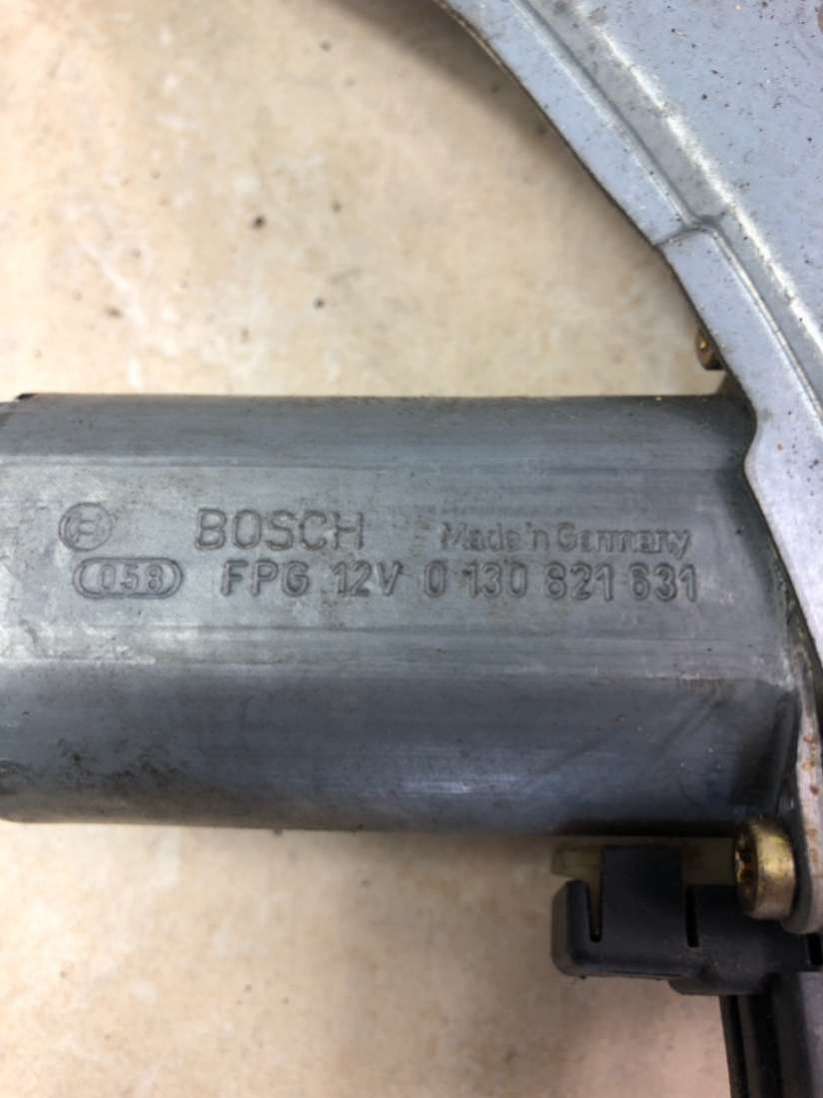 BOSCH Made in Germany
058 FPG 12V 0 130 821 631